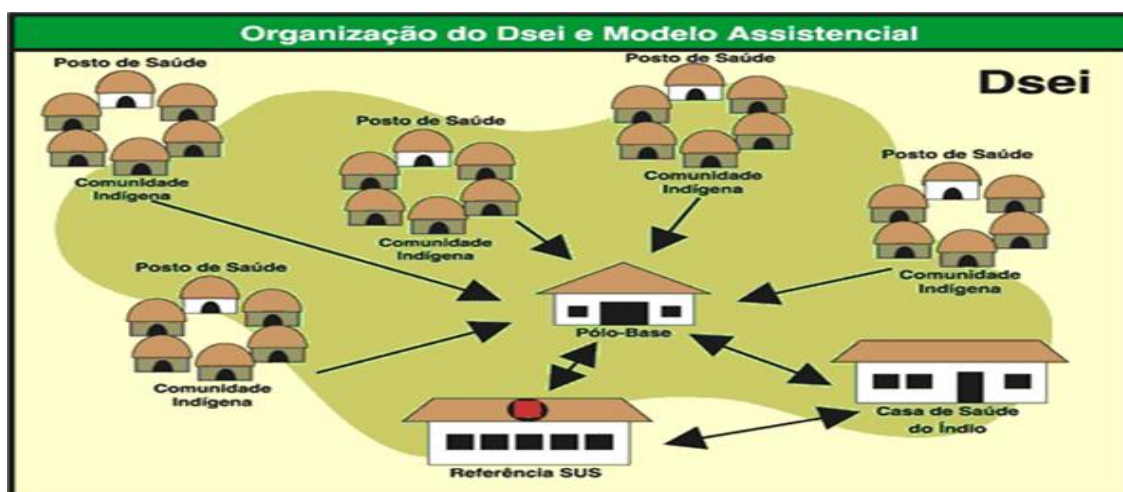 Organização do Dsei e Modelo Assistencial
Dsei
Posto de Saúde
Comunidade
Indígena
Posto de Saúde
Comunidade
Indígena
Posto de Saúde
Comunidade
Indígena
Posto de Saúde
Comunidade
Indígena
Posto de Saúde
Comunidade
Indígena
Pólo-Base
Casa de Saúde
do Índio
Referência SUS